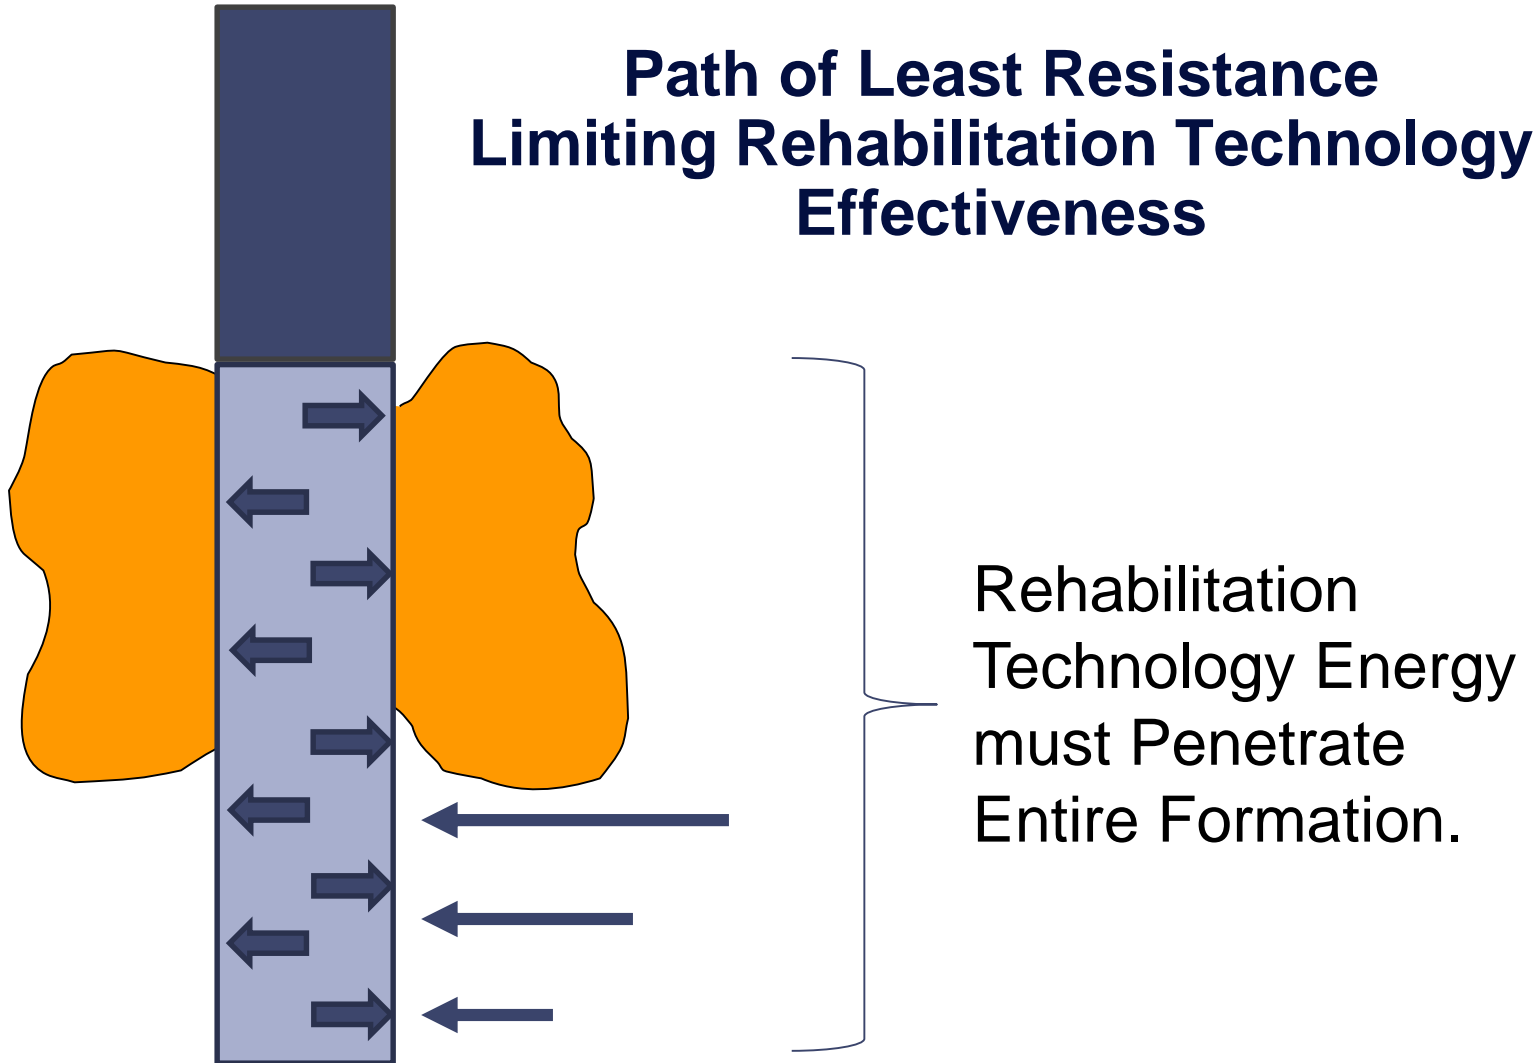 Path of Least Resistance
Limiting Rehabilitation Technology
Effectiveness
Rehabilitation
Technology Energy
must Penetrate
Entire Formation.